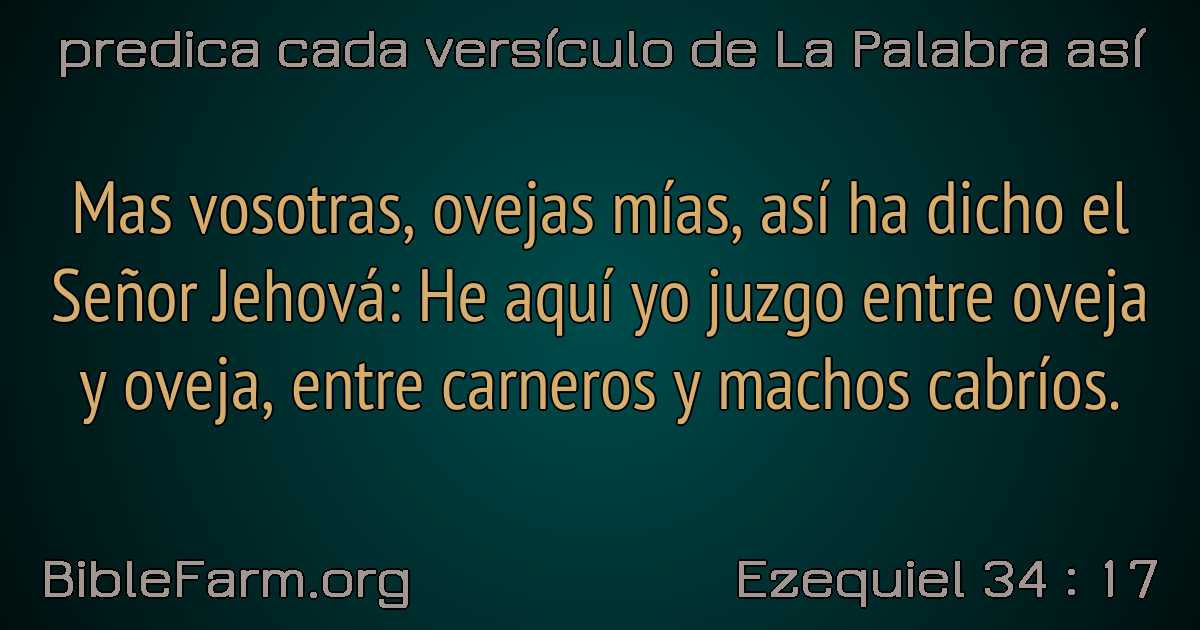 predica cada versículo de La Palabra así
Mas vosotras, ovejas mías, así ha dicho el
Señor Jehová: He aquí yo juzgo entre oveja
y oveja, entre carneros y machos cabríos.
BibleFarm.org
Ezequiel 34 : 17